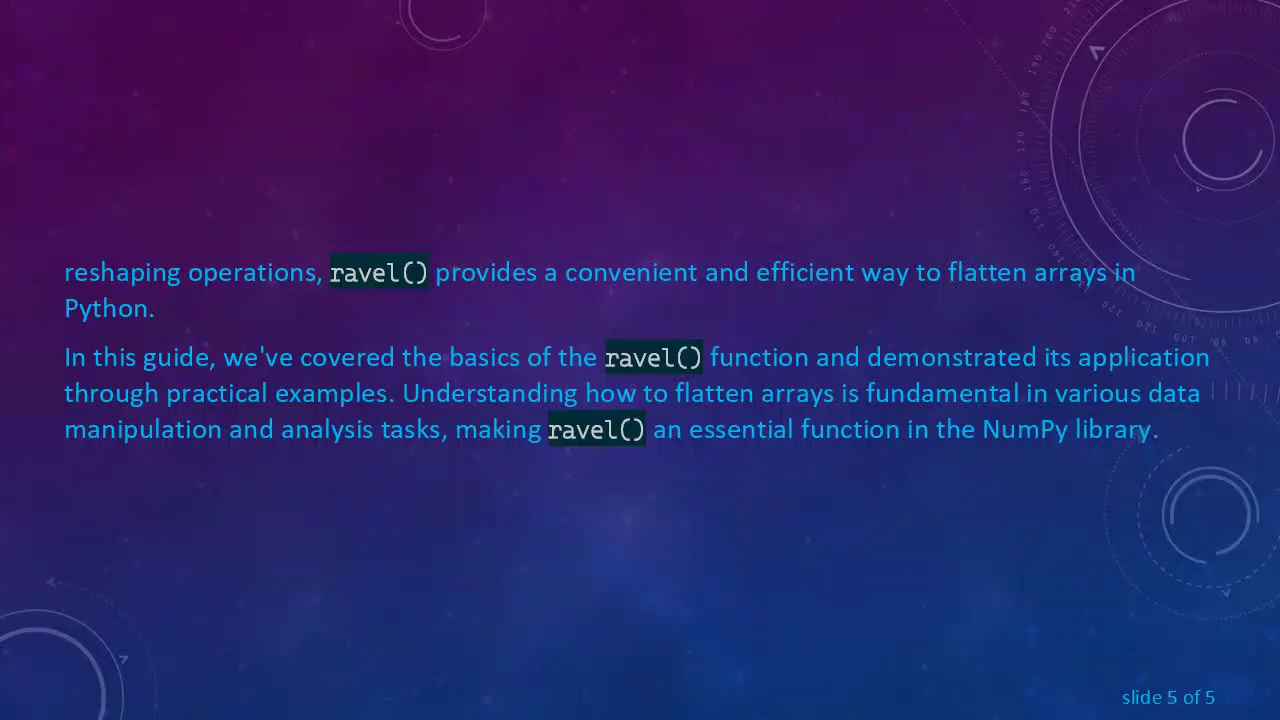 reshaping operations, ravel() provides a convenient and efficient way to flatten arrays in
Python.
In this guide, we've covered the basics of the ravel() function and demonstrated its application
through practical examples. Understanding how to flatten arrays is fundamental in various data
manipulation and analysis tasks, making ravel() an essential function in the NumPy library.
slide 5 of 5